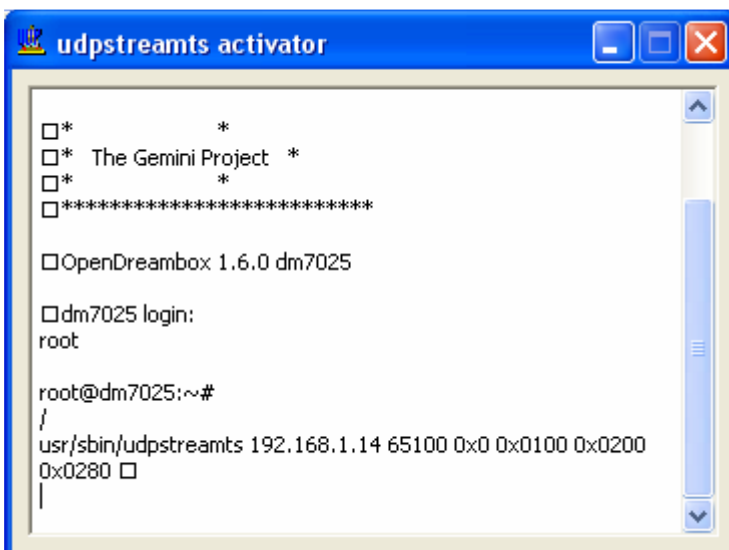 udpstreamts activator
□* *
□* The Gemini Project *
□* *
□**************************
□OpenDreambox 1.6.0 dm7025
□dm7025 login:
root
root@dm7025:~#
/
usr/sbin/udpstreamts 192.168.1.14 65100 0x0 0x0100 0x0200
0x0280 □